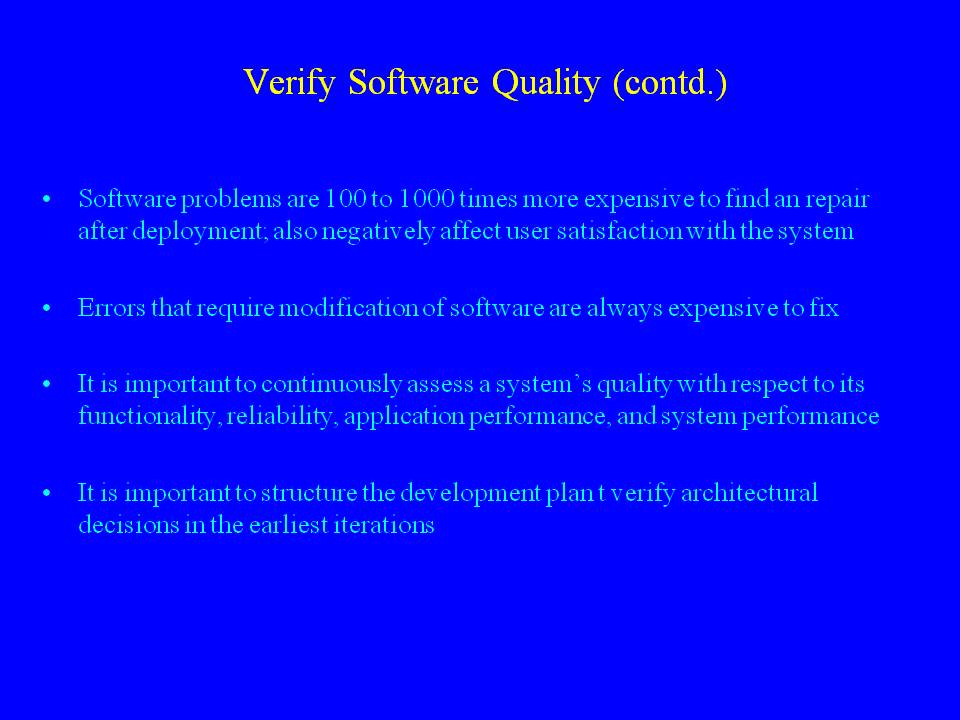 Verify Software Quality (contd.)
• Software problems are 100 to 1000 times more expensive to find an repair
after deployment; also negatively affect user satisfaction with the system
• Errors that require modification of software are always expensive to fix
• It is important to continuously assess a system's quality with respect to its
functionality, reliability, application performance, and system performance
• It is important to structure the development plan t verify architectural
decisions in the earliest iterations